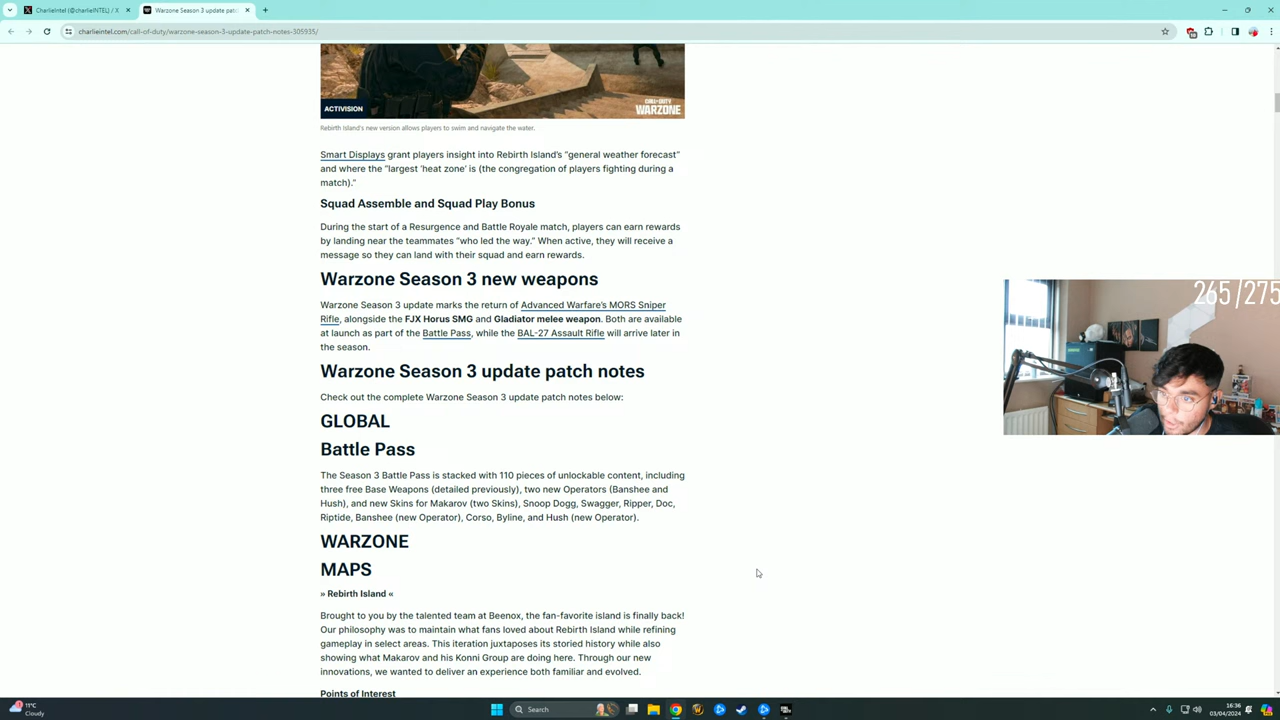 CharlieIntel (@charlieINTEL) / X
Warzone Season 3 update patc
charlieintel.com/call-of-duty/warzone-season-3-update-patch-notes-305935/
ACTIVISION
CALL OF DUTY
WARZONE
Rebirth Island's new version allows players to swim and navigate the water.
Smart Displays grant players insight into Rebirth Island's “general weather forecast”
and where the “largest ‘heat zone’ is (the congregation of players fighting during a
match).”
Squad Assemble and Squad Play Bonus
During the start of a Resurgence and Battle Royale match, players can earn rewards
by landing near the teammates “who led the way.” When active, they will receive a
message so they can land with their squad and earn rewards.
Warzone Season 3 new weapons
Warzone Season 3 update marks the return of Advanced Warfare's MORS Sniper
Rifle, alongside the FJX Horus SMG and Gladiator melee weapon. Both are available
at launch as part of the Battle Pass, while the BAL-27 Assault Rifle will arrive later in
the season.
265/275
Warzone Season 3 update patch notes
Check out the complete Warzone Season 3 update patch notes below:
GLOBAL
Battle Pass
The Season 3 Battle Pass is stacked with 110 pieces of unlockable content, including
three free Base Weapons (detailed previously), two new Operators (Banshee and
Hush), and new Skins for Makarov (two Skins), Snoop Dogg, Swagger, Ripper, Doc,
Riptide, Banshee (new Operator), Corso, Byline, and Hush (new Operator).
WARZONE
MAPS
» Rebirth Island «
Brought to you by the talented team at Beenox, the fan-favorite island is finally back!
Our philosophy was to maintain what fans loved about Rebirth Island while refining
gameplay in select areas. This iteration juxtaposes its storied history while also
showing what Makarov and his Konni Group are doing here. Through our new
innovations, we wanted to deliver an experience both familiar and evolved.
Points of Interest
11°C
Cloudy
Search
16:36
03/04/2024